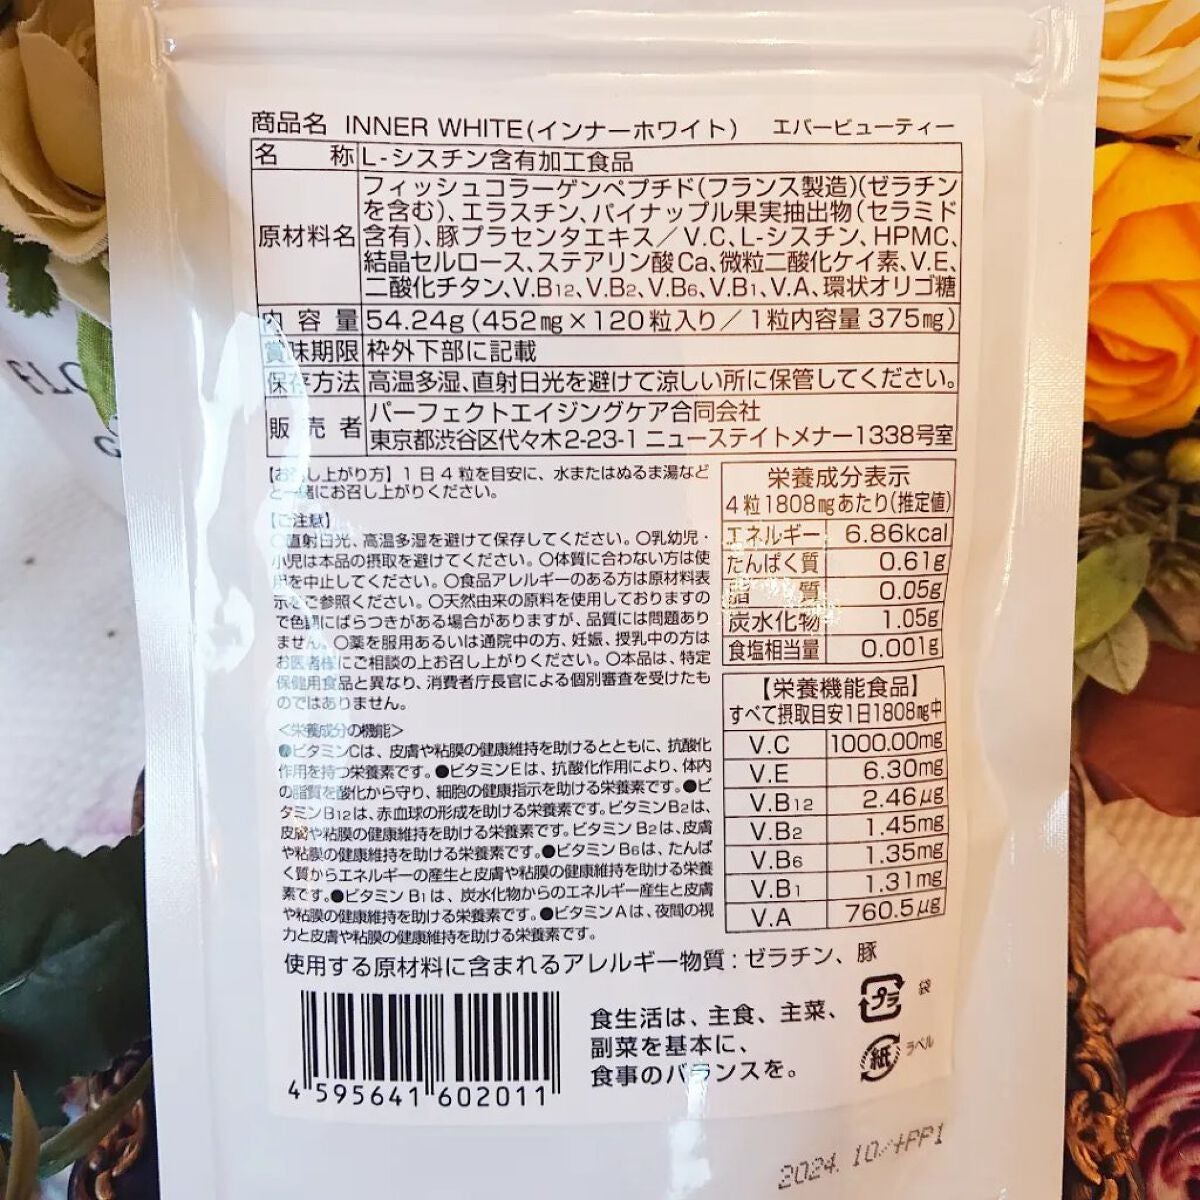 商品名 INNER WHITE(インナーホワイト) エバービューティー
名 称 L-シスチン含有加工食品
原材料名 フィッシュコラーゲンペプチド(フランス製造)(ゼラチン
を含む)、エラスチン、パイナップル果実抽出物(セラミド
含有)、豚プラセンタエキス/V.C、L-シスチン、HPMC、
結晶セルロース、ステアリン酸Ca、微粒二酸化ケイ素、V.E、
二酸化チタン、V.B12、V.B2、V.B6、V.B1、V.A、環状オリゴ糖
内容量 54.24g(452mg×120粒入り/1粒内容量 375mg)
賞味期限 枠外下部に記載
保存方法 高温多湿、直射日光を避けて涼しい所に保管してください。
販売者 パーフェクトエイジングケア合同会社
東京都渋谷区代々木2-23-1 ニューステイトメナー1338号室
【お召し上がり方】1日4粒を目安に、水またはぬるま湯など
と一緒にお召し上がりください。
【ご注意】
○直射日光、高温多湿を避けて保存してください。○乳幼児・
小児は本品の摂取を避けてください。○体質に合わない方は使
用を中止してください。○食品アレルギーのある方は原材料表
示をご参照ください。○天然由来の原料を使用しておりますの
で色調にばらつきがある場合がありますが、品質には問題あり
ません。○薬を服用あるいは通院中の方、妊娠、授乳中の方は
お医者様にご相談の上お召し上がりください。○本品は、特定
保健用食品と異なり、消費者庁長官による個別審査を受けたも
のではありません。
<栄養成分の機能>
●ビタミンCは、皮膚や粘膜の健康維持を助けるとともに、抗酸化
作用を持つ栄養素です。●ビタミンEは、抗酸化作用により、体内
の脂質を酸化から守り、細胞の健康指示を助ける栄養素です。●ビ
タミンB12は、赤血球の形成を助ける栄養素です。ビタミンB2は、
皮膚や粘膜の健康維持を助ける栄養素です。ビタミンB2は、皮膚
や粘膜の健康維持を助ける栄養素です。●ビタミンB6は、たんぱ
く質からエネルギーの産生と皮膚や粘膜の健康維持を助ける栄養
素です。●ビタミンB1は、炭水化物からのエネルギー産生と皮膚
や粘膜の健康維持を助ける栄養素です。●ビタミンAは、夜間の視
力と皮膚や粘膜の健康維持を助ける栄養素です。
栄養成分表示
4粒1808mgあたり(推定値)
エネルギー 6.86kcal
たんぱく質 0.61g
脂質 0.05g
炭水化物 1.05g
食塩相当量 0.001g
【栄養機能食品】
すべて摂取目安1日1808mg中
V.C 1000.00mg
V.E 6.30mg
V.B12 2.46μg
V.B2 1.45mg
V.B6 1.35mg
V.B1 1.31mg
V.A 760.5μg
使用する原材料に含まれるアレルギー物質:ゼラチン、豚
4 595641 602011
食生活は、主食、主菜、
副菜を基本に、
食事のバランスを。
プラ 袋
紙 ラベル
2024.10/+PP1